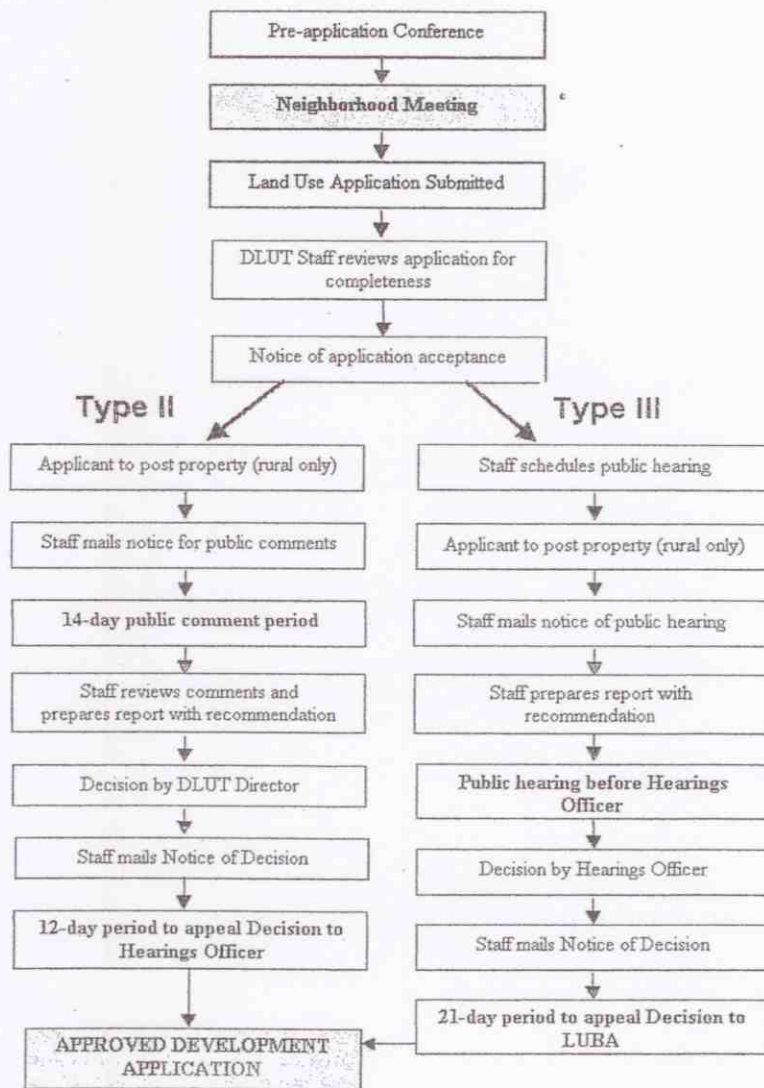 Pre-application Conference
Neighborhood Meeting
Land Use Application Submitted
DLUT Staff reviews application for
completeness
Notice of application acceptance
Type II
Applicant to post property (rural only)
Staff mails notice for public comments
14-day public comment period
Staff reviews comments and
prepares report with recommendation
Decision by DLUT Director
Staff mails Notice of Decision
12-day period to appeal Decision to
Hearings Officer
Type III
Staff schedules public hearing
Applicant to post property (rural only)
Staff mails notice of public hearing
Staff prepares report with
recommendation
Public hearing before Hearings
Officer
Decision by Hearings Officer
Staff mails Notice of Decision
21-day period to appeal Decision to
LUBA
APPROVED DEVELOPMENT
APPLICATION